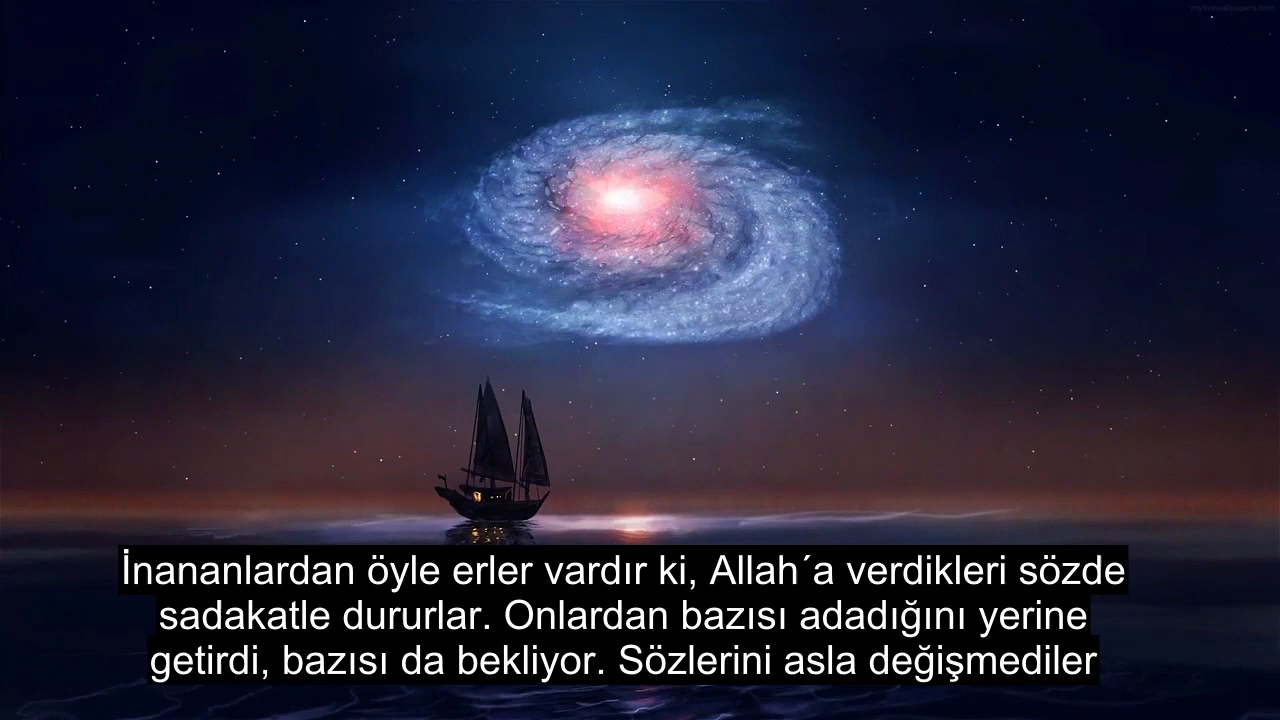 İnananlardan öyle erler vardır ki, Allah´a verdikleri sözde
sadakatle dururlar. Onlardan bazısı adadığını yerine
getirdi, bazısı da bekliyor. Sözlerini asla değişmediler